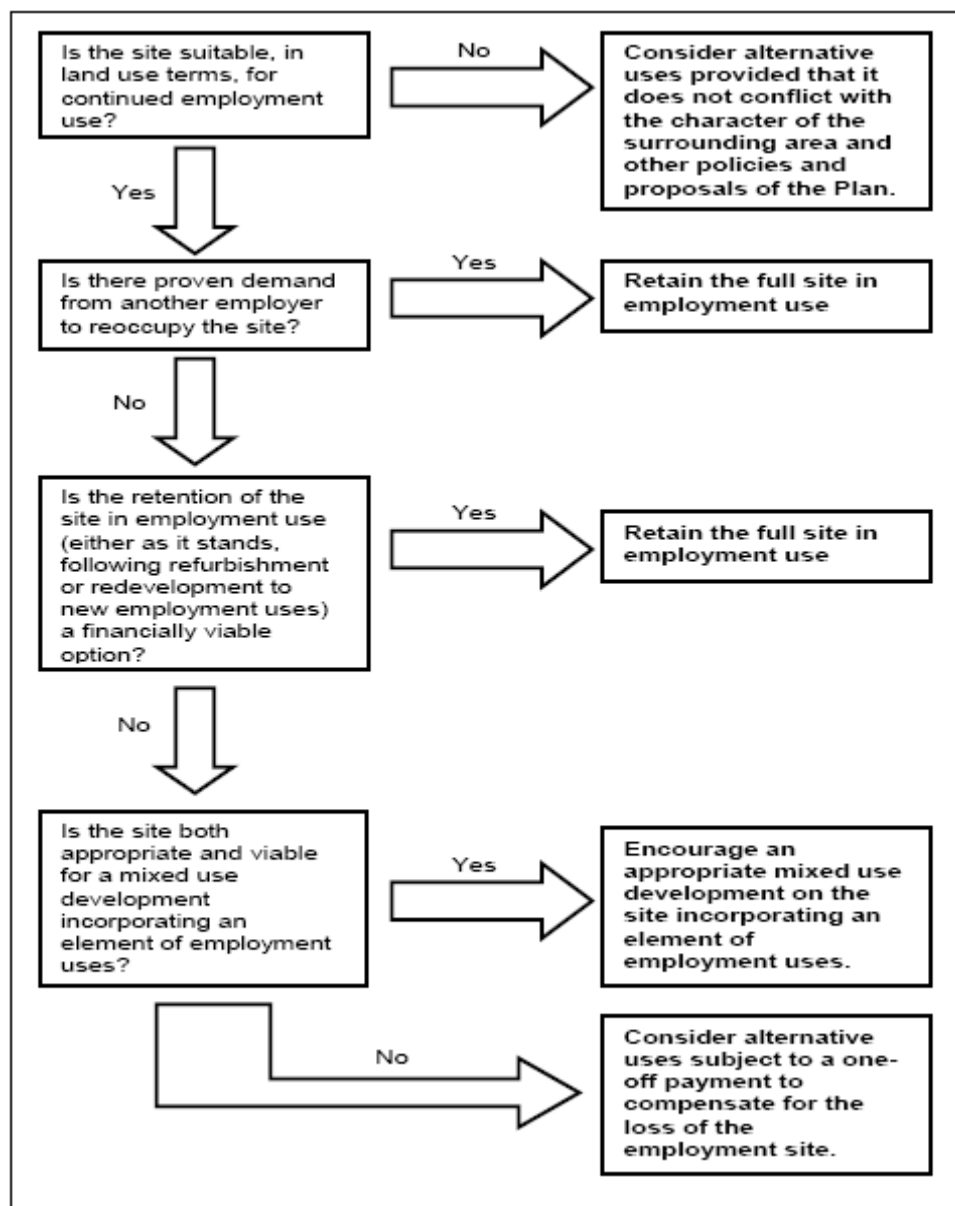 Is the site suitable, in
land use terms, for
continued employment
use?
No
Consider alternative
uses provided that it
does not conflict with
the character of the
surrounding area and
other policies and
proposals of the Plan.
Yes
Is there proven demand
from another employer
to reoccupy the site?
Yes
Retain the full site in
employment use
No
Is the retention of the
site in employment use
(either as it stands,
following refurbishment
or redevelopment to
new employment uses)
a financially viable
option?
Yes
Retain the full site in
employment use
No
Is the site both
appropriate and viable
for a mixed use
development
incorporating an
element of employment
uses?
Yes
Encourage an
appropriate mixed use
development on the
site incorporating an
element of
employment uses.
No
Consider alternative
uses subject to a one-
off payment to
compensate for the
loss of the
employment site.